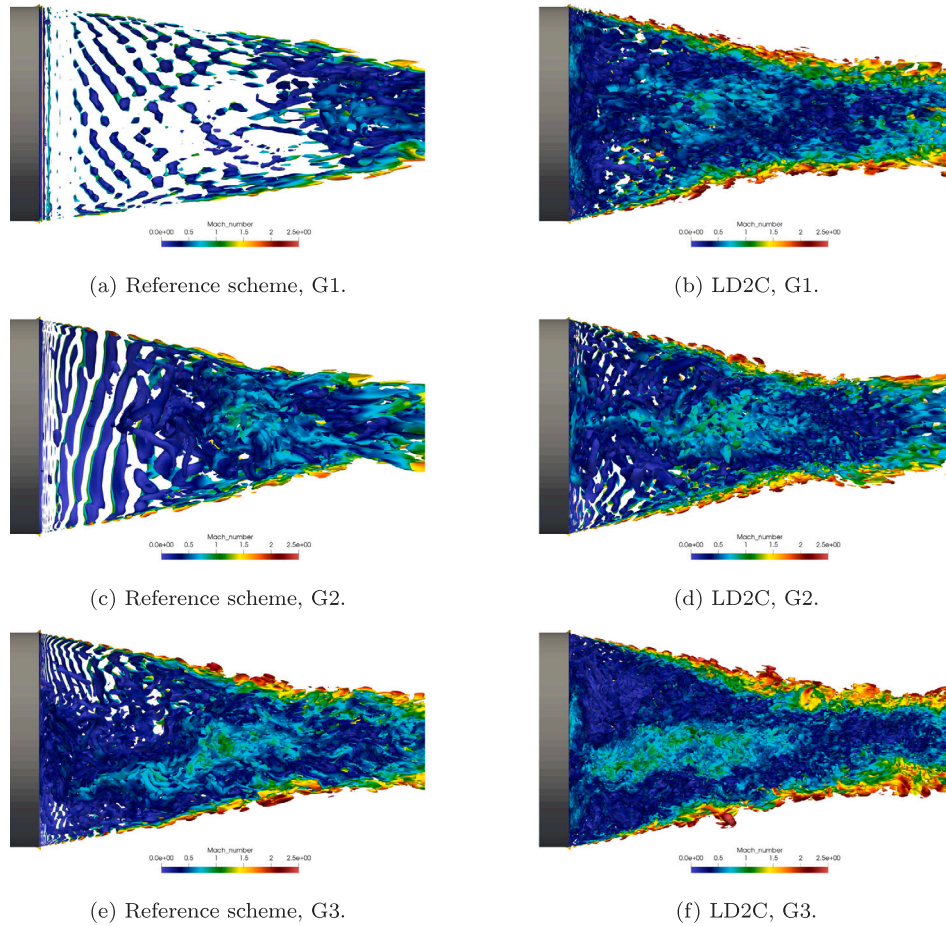 Mach_number
0.0e+00 0.5 1 1.5 2 2.5e+00
Mach_number
0.0e+00 0.5 1 1.5 2 2.5e+00
(a) Reference scheme, G1.
(b) LD2C, G1.
Mach_number
0.0e+00 0.5 1 1.5 2 2.5e+00
Mach_number
0.0e+00 0.5 1 1.5 2 2.5e+00
(c) Reference scheme, G2.
(d) LD2C, G2.
Mach_number
0.0e+00 0.5 1 1.5 2 2.5e+00
Mach_number
0.0e+00 0.5 1 1.5 2 2.5e+00
(e) Reference scheme, G3.
(f) LD2C, G3.